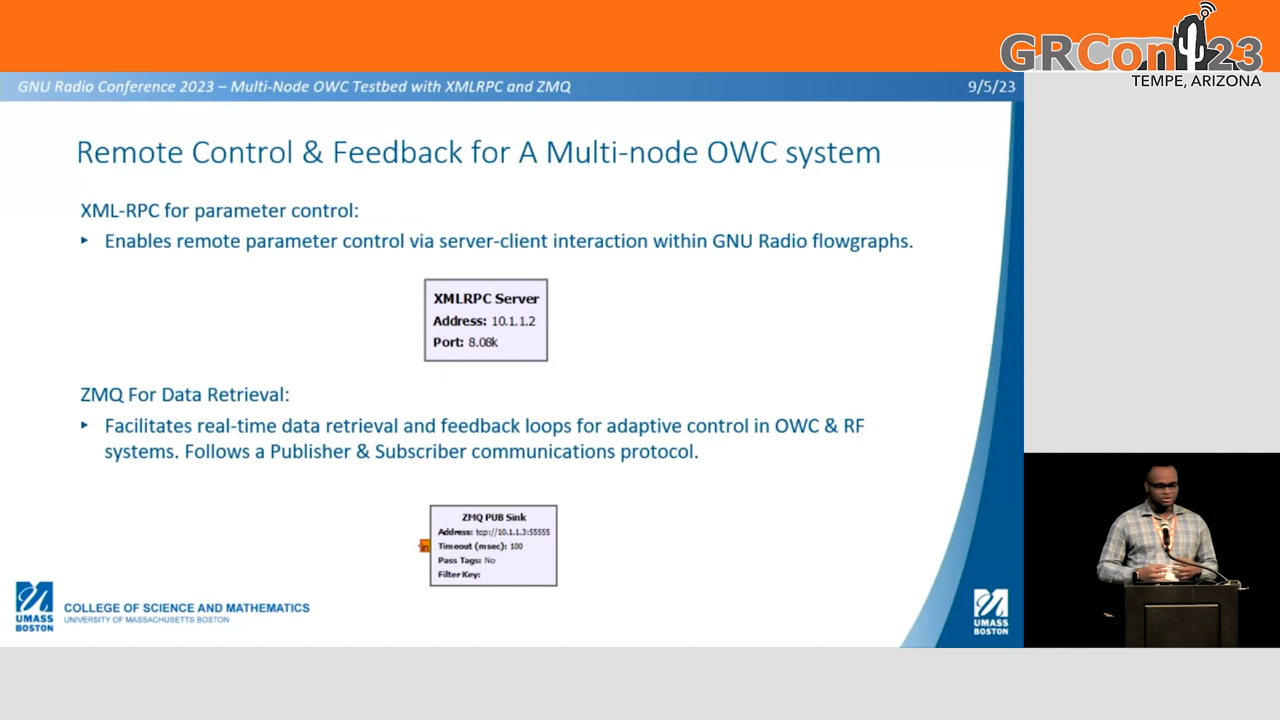 GRCon 23
TEMPE, ARIZONA
GNU Radio Conference 2023 – Multi-Node OWC Testbed with XMLRPC and ZMQ
9/5/23
Remote Control & Feedback for A Multi-node OWC system
XML-RPC for parameter control:
Enables remote parameter control via server-client interaction within GNU Radio flowgraphs.
XMLRPC Server
Address: 10.1.1.2
Port: 8.08k
ZMQ For Data Retrieval:
Facilitates real-time data retrieval and feedback loops for adaptive control in OWC & RF
systems. Follows a Publisher & Subscriber communications protocol.
ZMQ PUB Sink
Address: tcp://10.1.1.3:55555
Timeout (msec): 100
Pass Tags: No
Filter Key:
in
UMASS
BOSTON
COLLEGE OF SCIENCE AND MATHEMATICS
UNIVERSITY OF MASSACHUSETTS BOSTON
UMASS
BOSTON